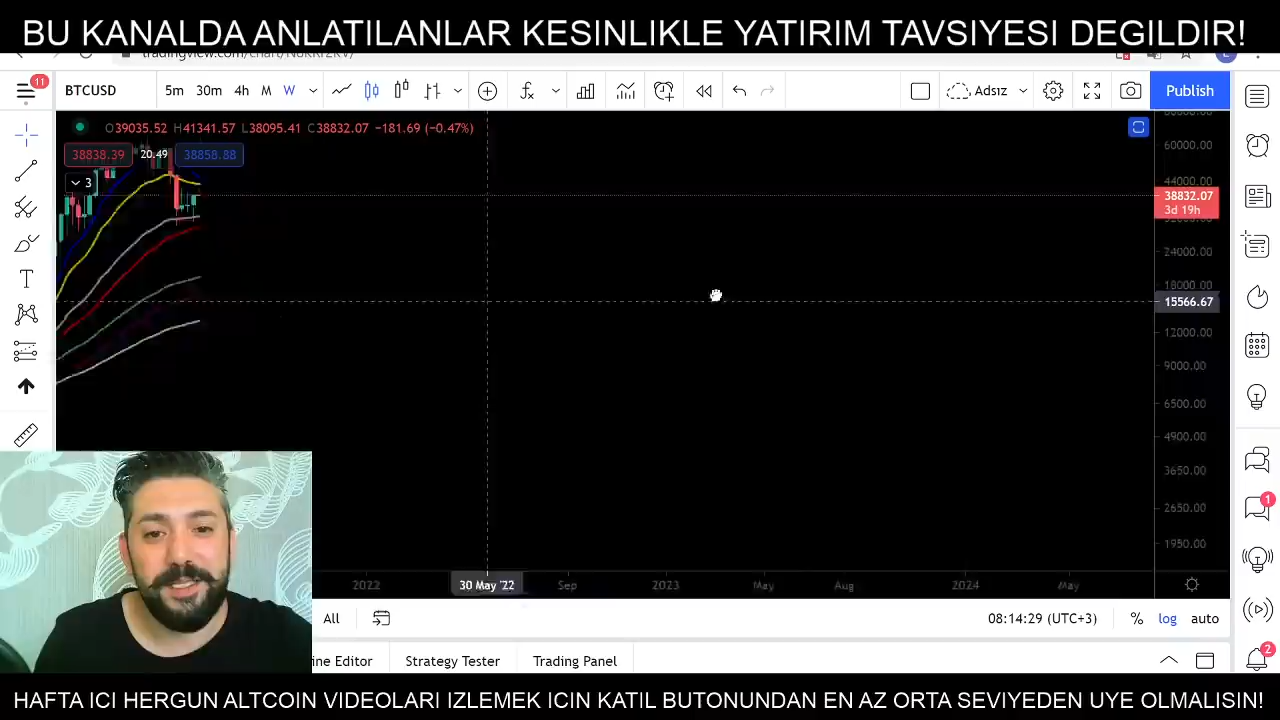 BU KANALDA ANLATILANLAR KESINLIKLE YATIRIM TAVSIYESI DEGILDIR!
11 BTCUSD 5m 30m 4h M W Adsız Publish
O39035.52 H41341.57 L38095.41 C38832.07 −181.69 (−0.47%)
38838.39 20.49 38858.88
3
60000.00
44000.00
38832.07
3d 19h
24000.00
18000.00
15566.67
12000.00
9000.00
6500.00
4900.00
3650.00
2650.00
1950.00
1
2022 30 May '22 Sep 2023 May Aug 2024 May
All 08:14:29 (UTC+3) % log auto
ine Editor Strategy Tester Trading Panel
2
HAFTA ICI HERGUN ALTCOIN VIDEOLARI IZLEMEK ICIN KATIL BUTONUNDAN EN AZ ORTA SEVIYEDEN UYE OLMALISIN!